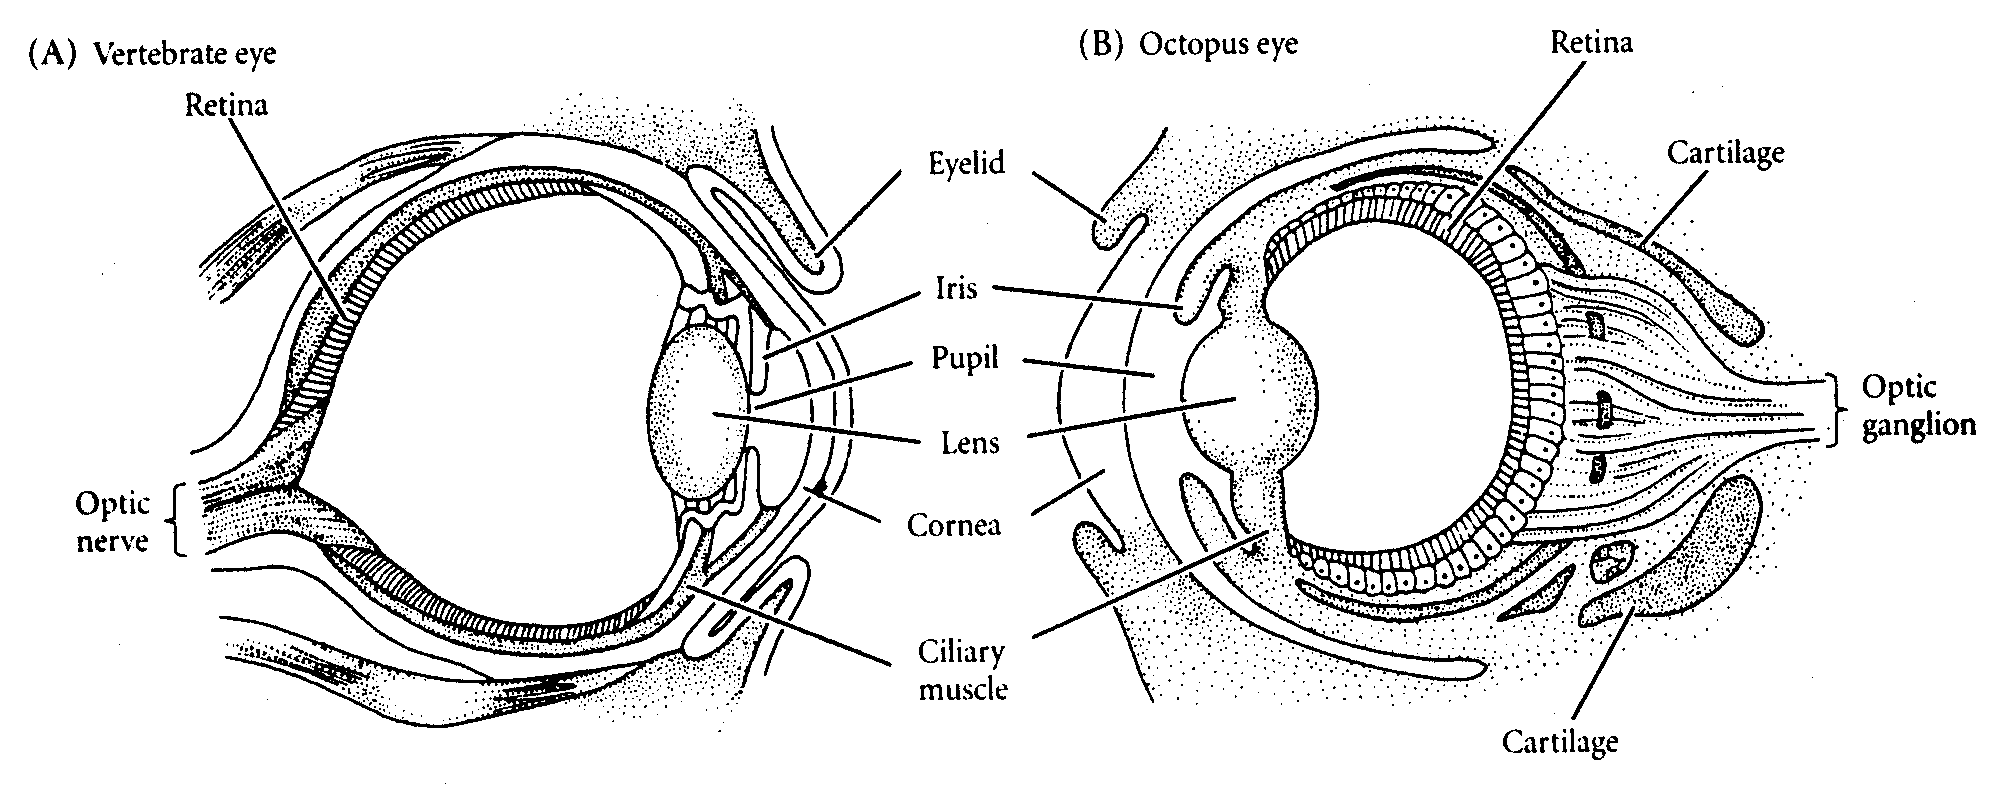 (A) Vertebrate eye
Retina
Optic
nerve
Eyelid
Iris
Pupil
Lens
Cornea
Ciliary
muscle
(B) Octopus eye
Retina
Cartilage
Optic
ganglion
Cartilage